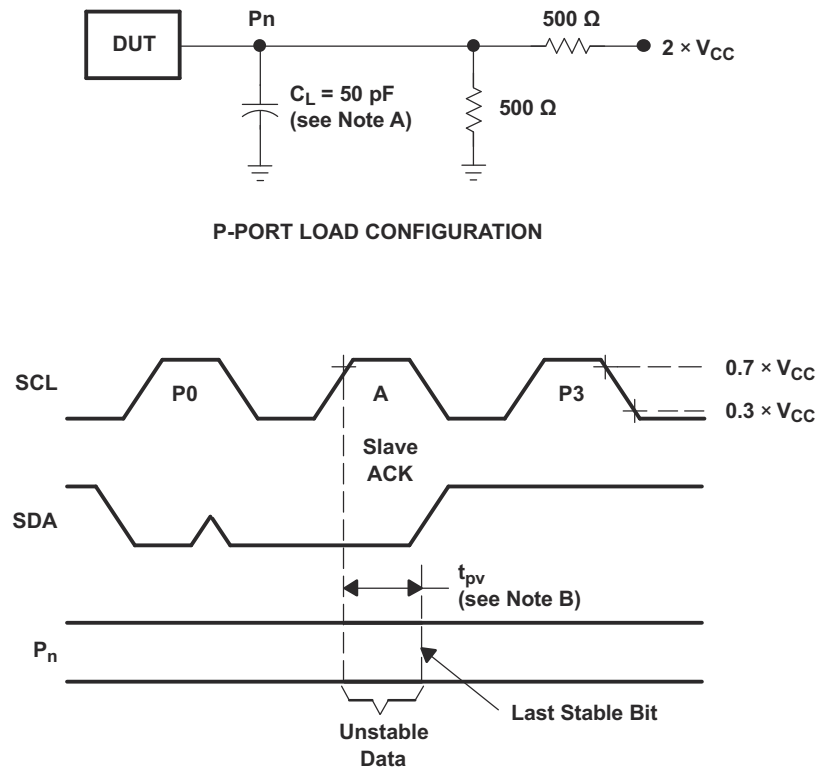 Pn
500 Ω
DUT
2 × VCC
CL = 50 pF
(see Note A)
500 Ω
P-PORT LOAD CONFIGURATION
SCL
P0
A
P3
0.7 × VCC
0.3 × VCC
Slave
ACK
SDA
tpv
(see Note B)
Pn
Last Stable Bit
Unstable
Data